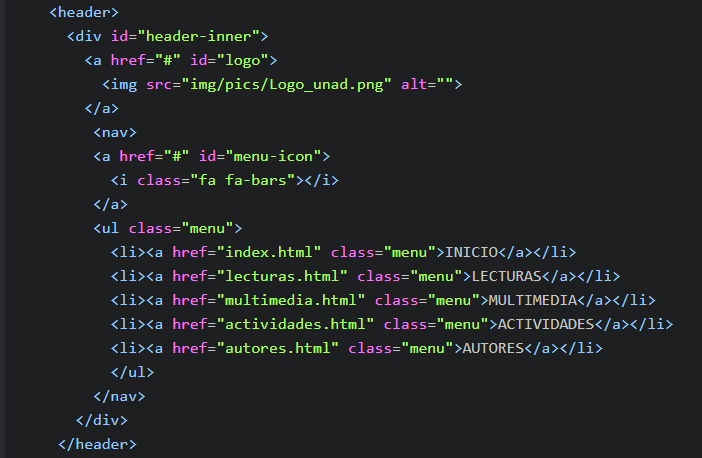 <header>
<div id="header-inner">
<a href="#" id="logo">
<img src="img/pics/Logo_unad.png" alt="">
</a>
<nav>
<a href="#" id="menu-icon">
<i class="fa fa-bars"></i>
</a>
<ul class="menu">
<li><a href="index.html" class="menu">INICIO</a></li>
<li><a href="lecturas.html" class="menu">LECTURAS</a></li>
<li><a href="multimedia.html" class="menu">MULTIMEDIA</a></li>
<li><a href="actividades.html" class="menu">ACTIVIDADES</a></li>
<li><a href="autores.html" class="menu">AUTORES</a></li>
</ul>
</nav>
</div>
</header>